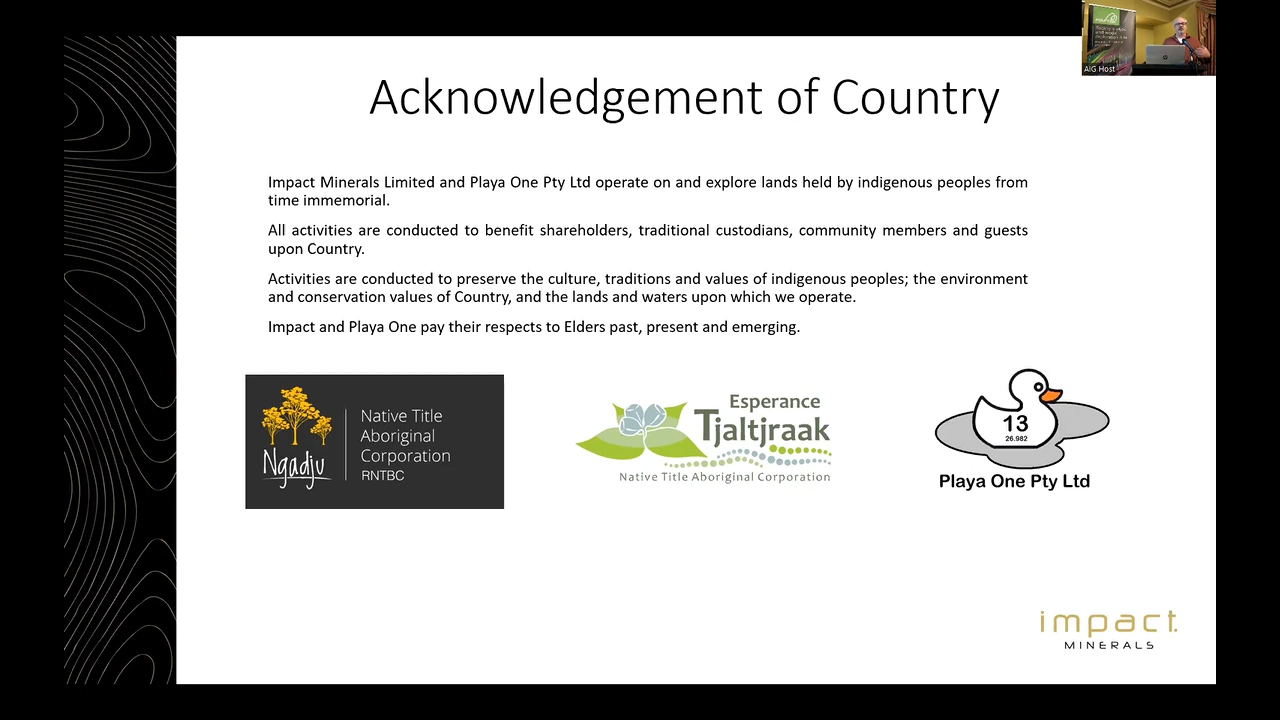 Acknowledgement of Country
Impact Minerals Limited and Playa One Pty Ltd operate on and explore lands held by indigenous peoples from
time immemorial.
All activities are conducted to benefit shareholders, traditional custodians, community members and guests
upon Country.
Activities are conducted to preserve the culture, traditions and values of indigenous peoples; the environment
and conservation values of Country, and the lands and waters upon which we operate.
Impact and Playa One pay their respects to Elders past, present and emerging.
Ngadju
Native Title
Aboriginal
Corporation
RNTBC
Esperance
Tjaltjraak
Native Title Aboriginal Corporation
13
26.982
Playa One Pty Ltd
impact
MINERALS
AIG Host